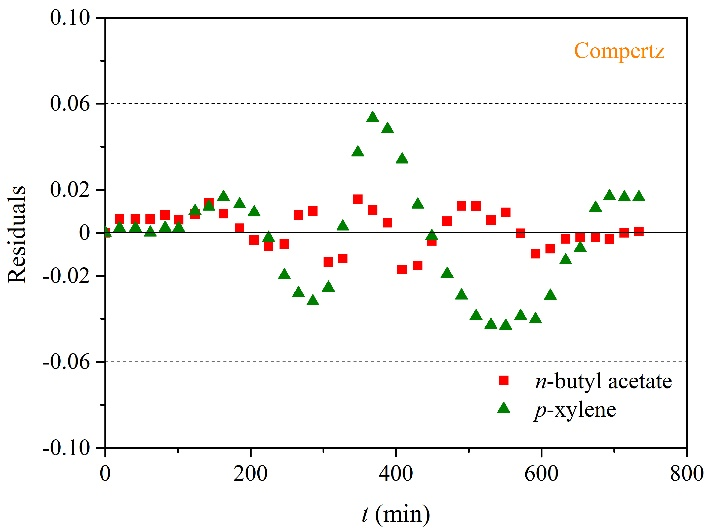 0.10
Compertz
0.06
0.02
0
-0.02
-0.06
-0.10
Residuals
n-butyl acetate
p-xylene
0 200 400 600 800
t (min)